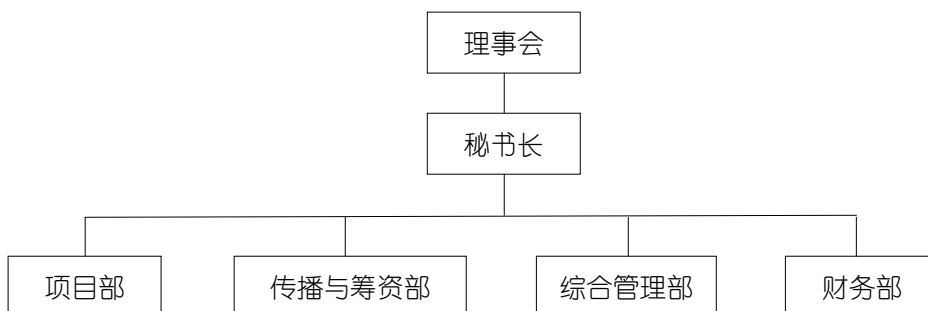 理事会
秘书长
项目部
传播与筹资部
综合管理部
财务部